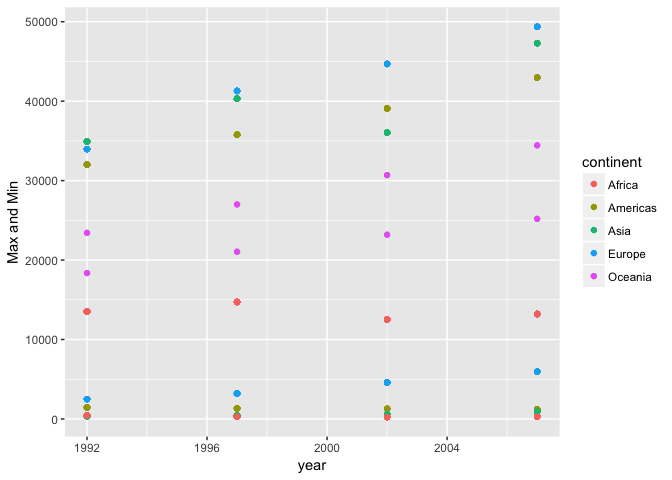 50000
40000
30000
20000
10000
0
Max and Min
1992
1996
2000
2004
year
continent
Africa
Americas
Asia
Europe
Oceania